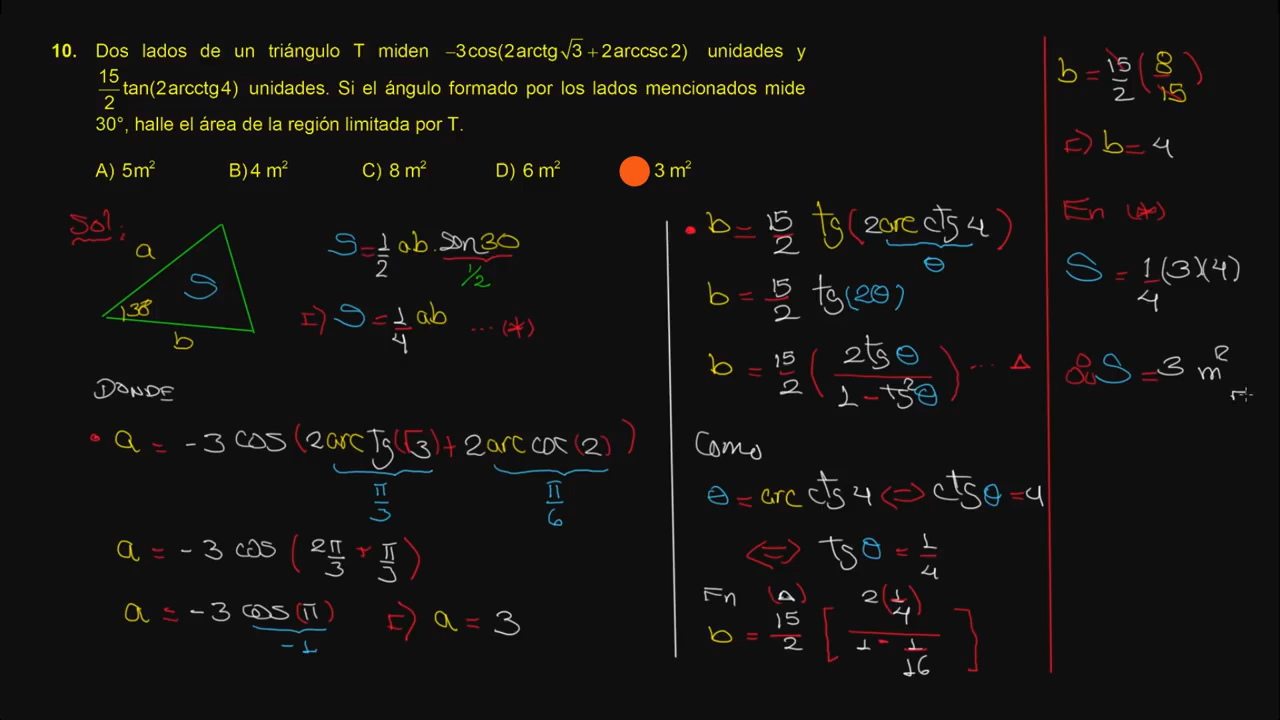 10. Dos lados de un triángulo T miden −3cos(2arctg√3 + 2arccsc2) unidades y
15/2 tan(2arcctg4) unidades. Si el ángulo formado por los lados mencionados mide
30°, halle el área de la región limitada por T.
A) 5m² B) 4 m² C) 8 m² D) 6 m² 3 m²
Sol:
a
S
b
S = 1/2 ab · sen30
1/2
S = 1/4 ab ... (*)
DONDE
• a = −3 cos(2arc tg(√3) + 2arc csc(2))
π/3 π/6
a = −3 cos(2π/3 + π/3)
a = −3 cos(π) ⇒ a = 3
−1
• b = 15/2 tg(2arc ctg 4)
θ
b = 15/2 tg(2θ)
b = 15/2 (2tgθ / 1 − tg²θ) ... Δ
Como
θ = arc ctg 4 ⇔ ctgθ = 4
⇔ tgθ = 1/4
En (Δ)
b = 15/2 [2(1/4) / 1 − 1/16]
b = 15/2 (8/15)
⇒ b = 4
En (*)
S = 1/4 (3)(4)
S = 3 m²